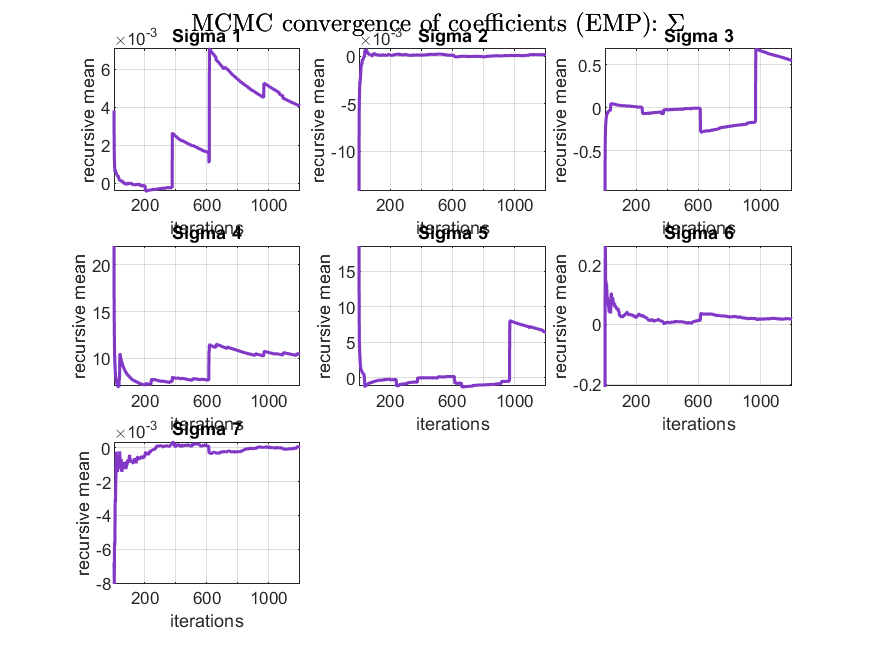 MCMC convergence of coefficients (EMP): Σ
×10⁻³ Sigma 1
6
4
2
0
recursive mean
200 600 1000
iterations
×10⁻³ Sigma 2
0
-5
-10
recursive mean
200 600 1000
iterations
Sigma 3
0.5
0
-0.5
recursive mean
200 600 1000
iterations
Sigma 4
20
15
10
recursive mean
200 600 1000
iterations
Sigma 5
15
10
5
0
recursive mean
200 600 1000
iterations
Sigma 6
0.2
0
-0.2
recursive mean
200 600 1000
iterations
×10⁻³ Sigma 7
0
-2
-4
-6
-8
recursive mean
200 600 1000
iterations